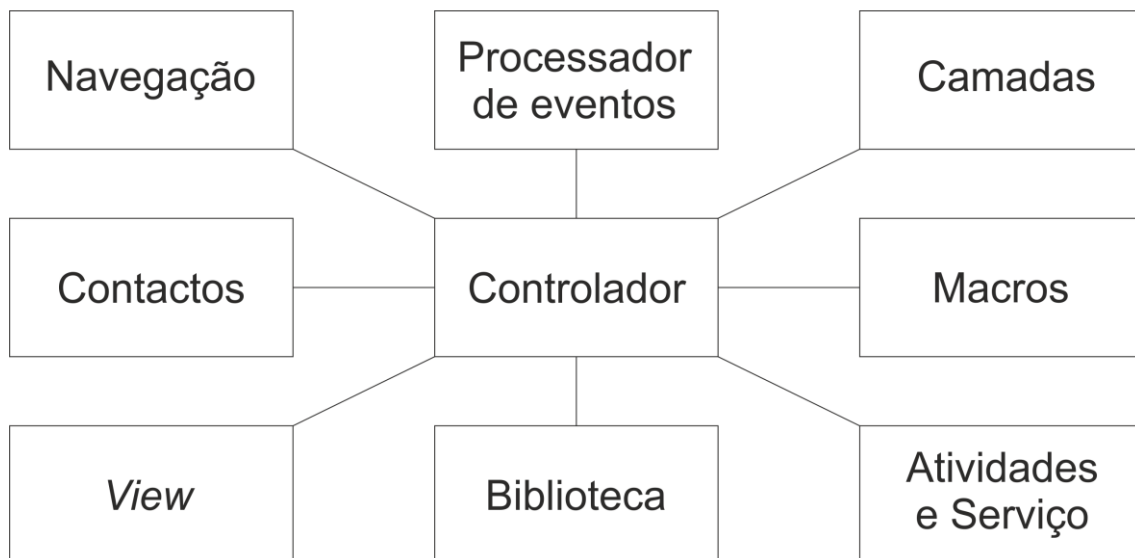 Navegação
Processador
de eventos
Camadas
Contactos
Controlador
Macros
View
Biblioteca
Atividades
e Serviço